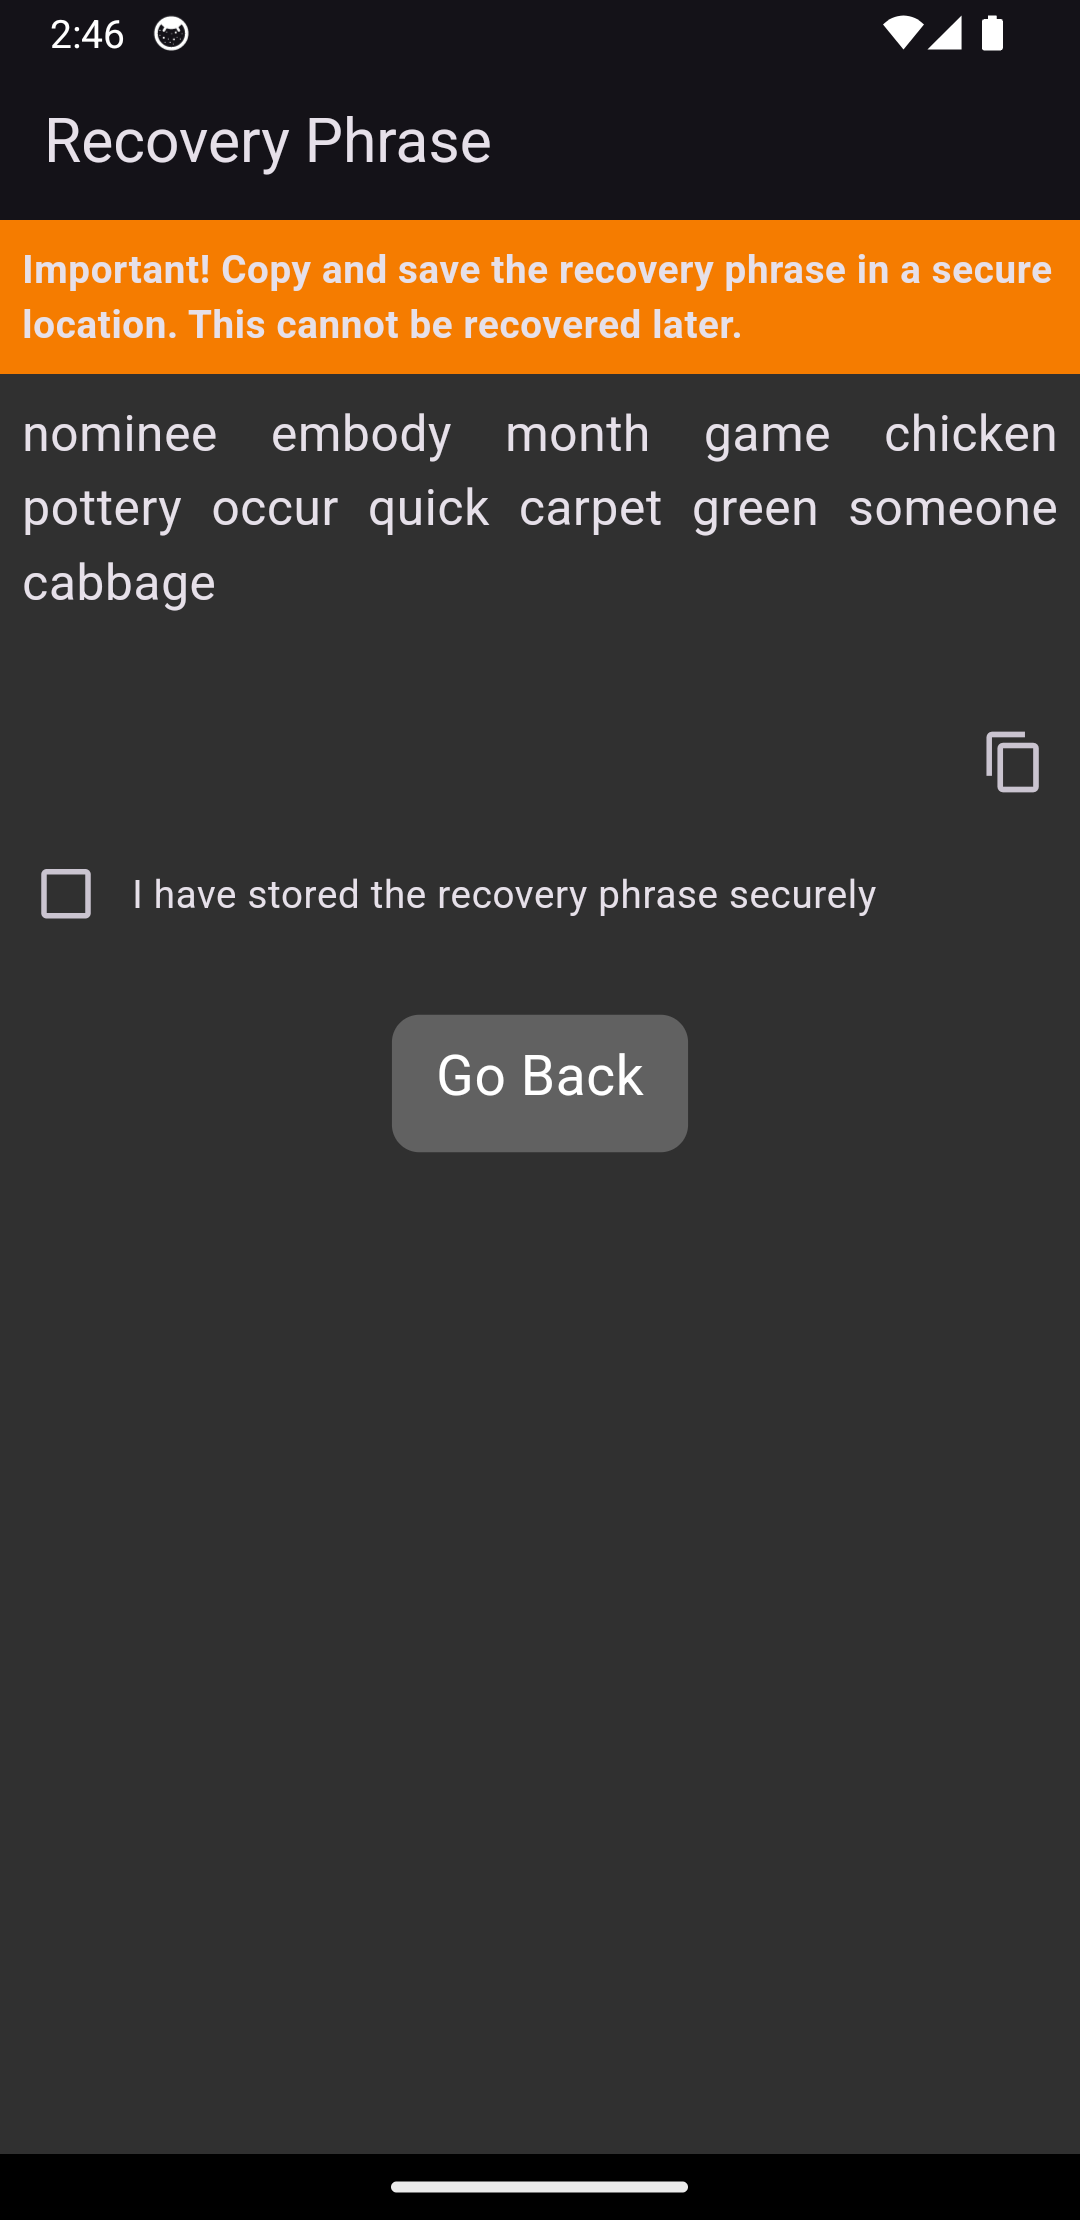 2:46
Recovery Phrase
Important! Copy and save the recovery phrase in a secure
location. This cannot be recovered later.
nominee embody month game chicken
pottery occur quick carpet green someone
cabbage
I have stored the recovery phrase securely
Go Back